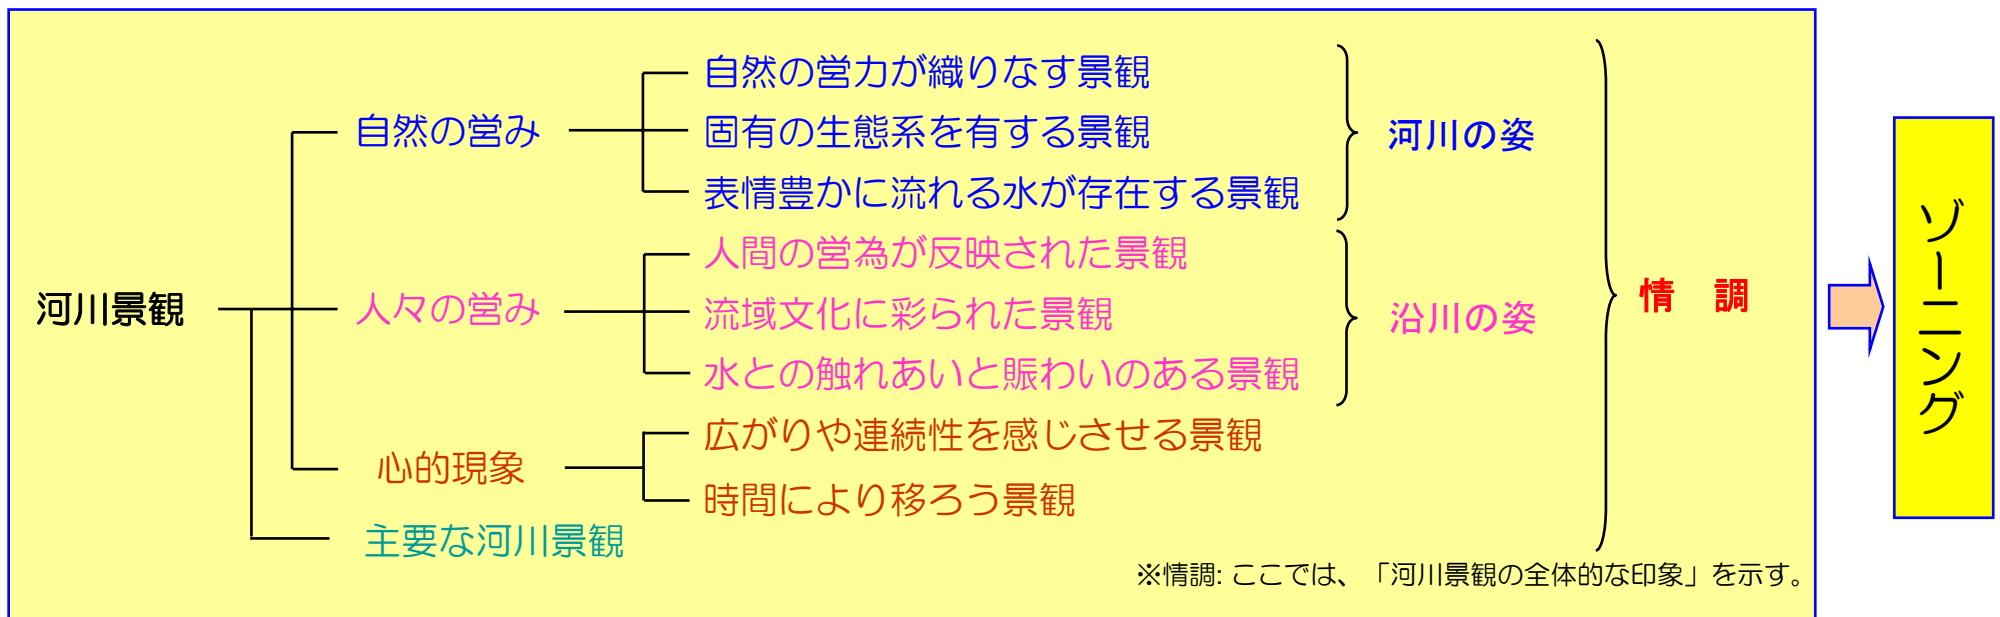 自然の営力が織りなす景観
自然の営み
固有の生態系を有する景観
河川の姿
表情豊かに流れる水が存在する景観
人間の営為が反映された景観
河川景観
人々の営み
流域文化に彩られた景観
沿川の姿
情　調
ゾーニング
水との触れあいと賑わいのある景観
広がりや連続性を感じさせる景観
心的現象
時間により移ろう景観
主要な河川景観
※情調: ここでは、「河川景観の全体的な印象」を示す。